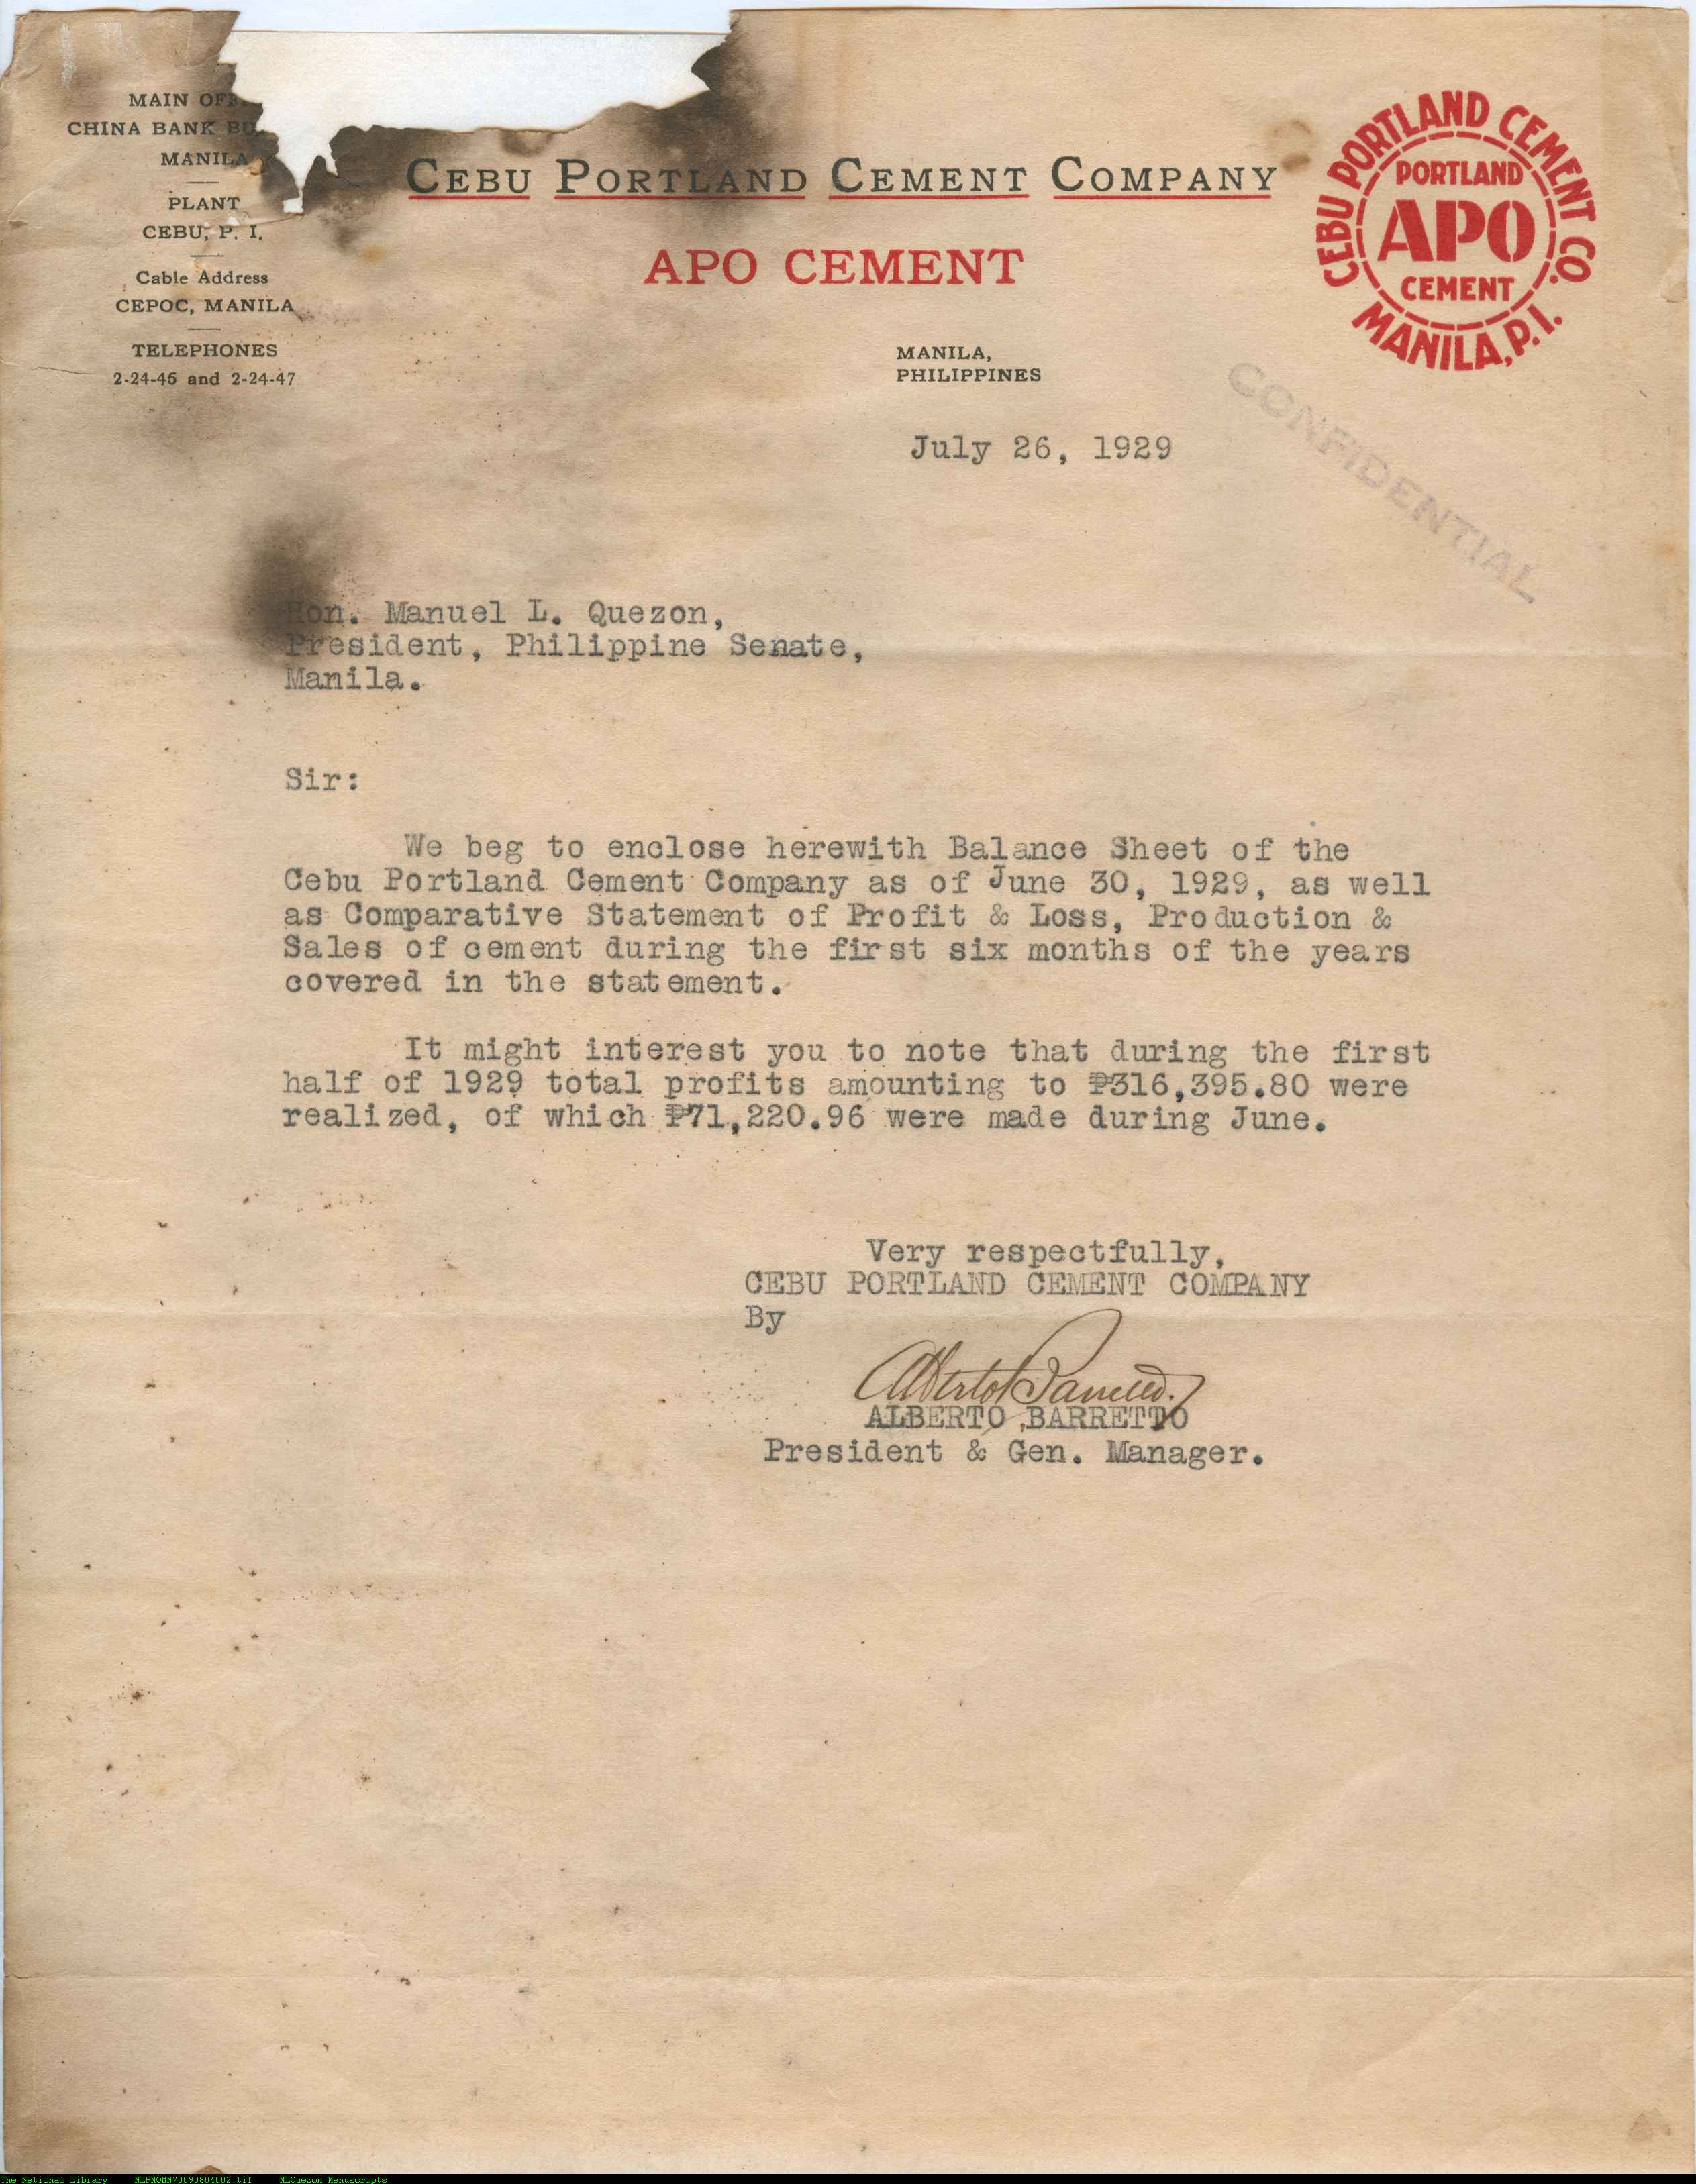 MAIN OFF
CHINA BANK BU
MANILA
PLANT
CEBU, P. I.
Cable Address
CEPOC, MANILA
TELEPHONES
2-24-46 and 2-24-47
CEBU PORTLAND CEMENT COMPANY
APO CEMENT
CEBU PORTLAND CEMENT CO.
PORTLAND
APO
CEMENT
MANILA, P.I.
MANILA,
PHILIPPINES
CONFIDENTIAL
July 26, 1929
Hon. Manuel L. Quezon,
President, Philippine Senate,
Manila.
Sir:
We beg to enclose herewith Balance Sheet of the
Cebu Portland Cement Company as of June 30, 1929, as well
as Comparative Statement of Profit & Loss, Production &
Sales of cement during the first six months of the years
covered in the statement.
It might interest you to note that during the first
half of 1929 total profits amounting to ₱316,395.80 were
realized, of which ₱71,220.96 were made during June.
Very respectfully,
CEBU PORTLAND CEMENT COMPANY
By
Alberto Barretto
ALBERTO BARRETTO
President & Gen. Manager.
The National Library NLPMQMN70090804002.tif MLQuezon Manuscripts